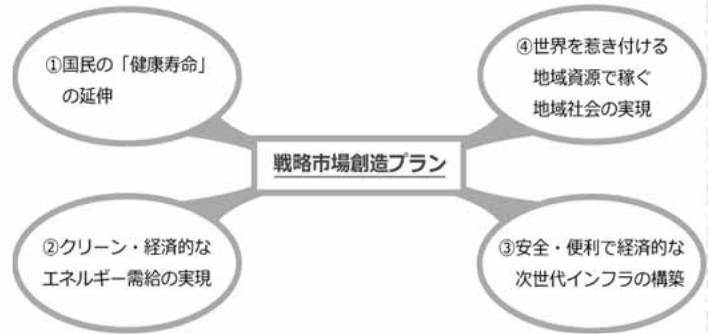 戦略市場創造プラン
①国民の「健康寿命」
の延伸
②クリーン・経済的な
エネルギー需給の実現
③安全・便利で経済的な
次世代インフラの構築
④世界を惹き付ける
地域資源で稼ぐ
地域社会の実現